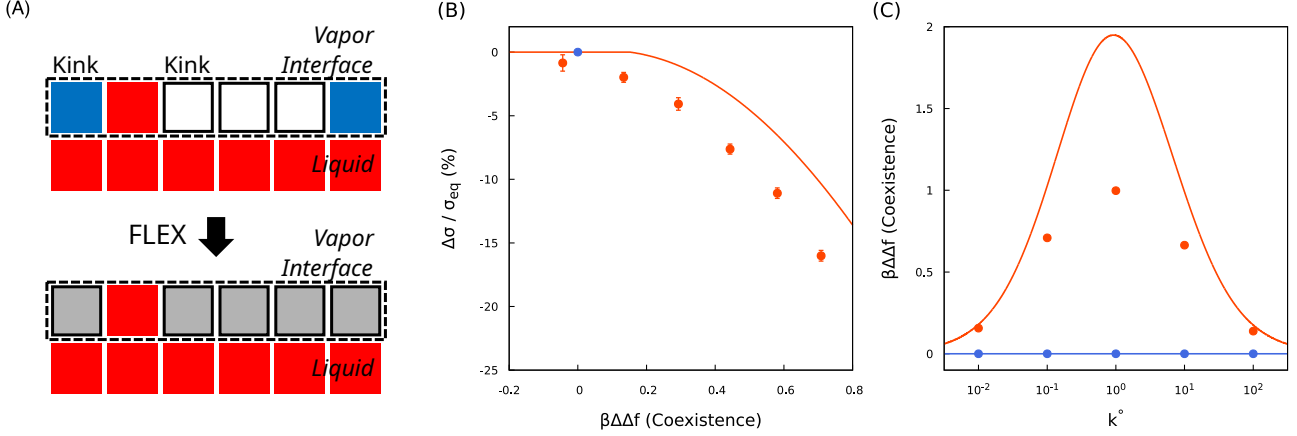 (A)
Kink
Kink
Vapor
Interface
Liquid
FLEX
Vapor
Interface
Liquid
(B)
Δσ / σeq (%)
0
-5
-10
-15
-20
-25
-0.2
0
0.2
0.4
0.6
0.8
βΔΔf (Coexistence)
(C)
βΔΔf (Coexistence)
2
1.5
1
0.5
0
10-2
10-1
100
101
102
k°